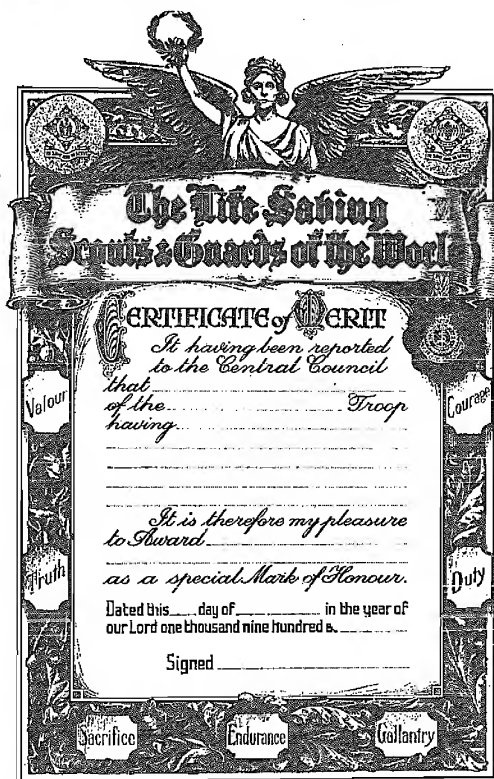 The Life Saving
Scouts & Guards of the World
CERTIFICATE of MERIT
It having been reported
to the Central Council
that
of the Troop
having
It is therefore my pleasure
to Award
as a special Mark of Honour.
Dated this day of in the year of
our Lord one thousand nine hundred &
Signed
Valour
Courage
Truth
Duty
Sacrifice
Endurance
Gallantry